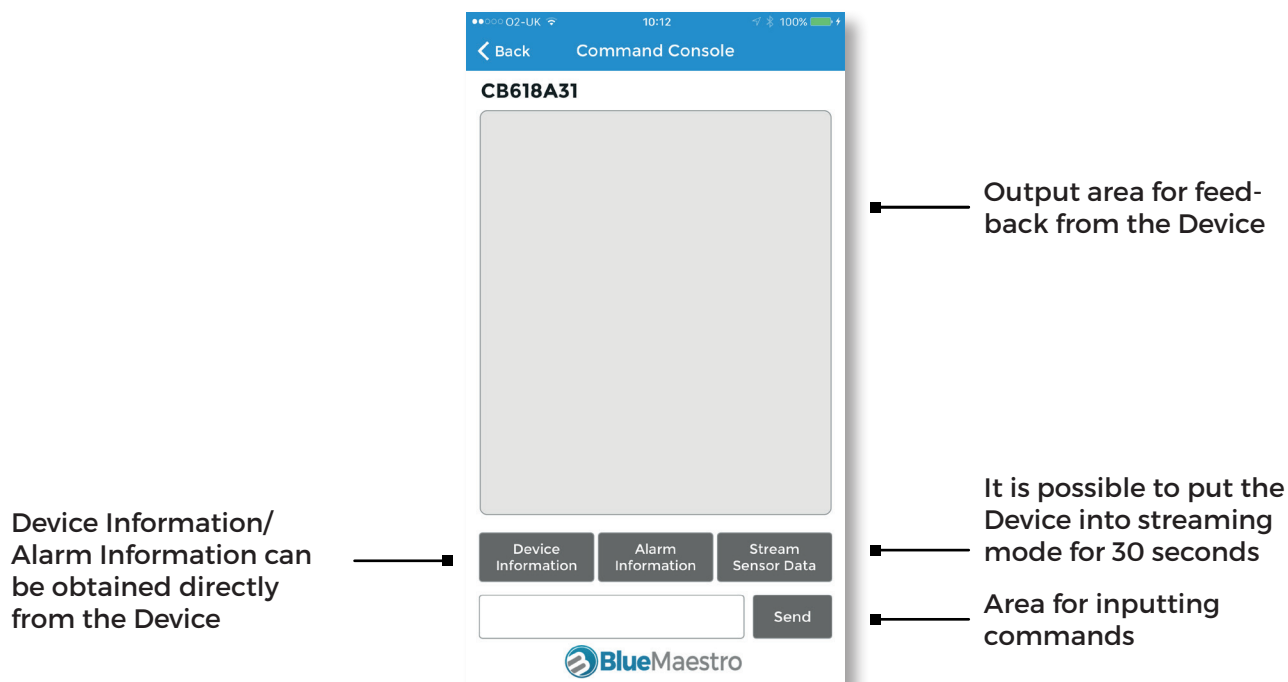 O2-UK 10:12 100%
Back Command Console
CB618A31
Output area for feed-
back from the Device
Device Information/
Alarm Information can
be obtained directly
from the Device
Device
Information
Alarm
Information
Stream
Sensor Data
It is possible to put the
Device into streaming
mode for 30 seconds
Send
Area for inputting
commands
BlueMaestro